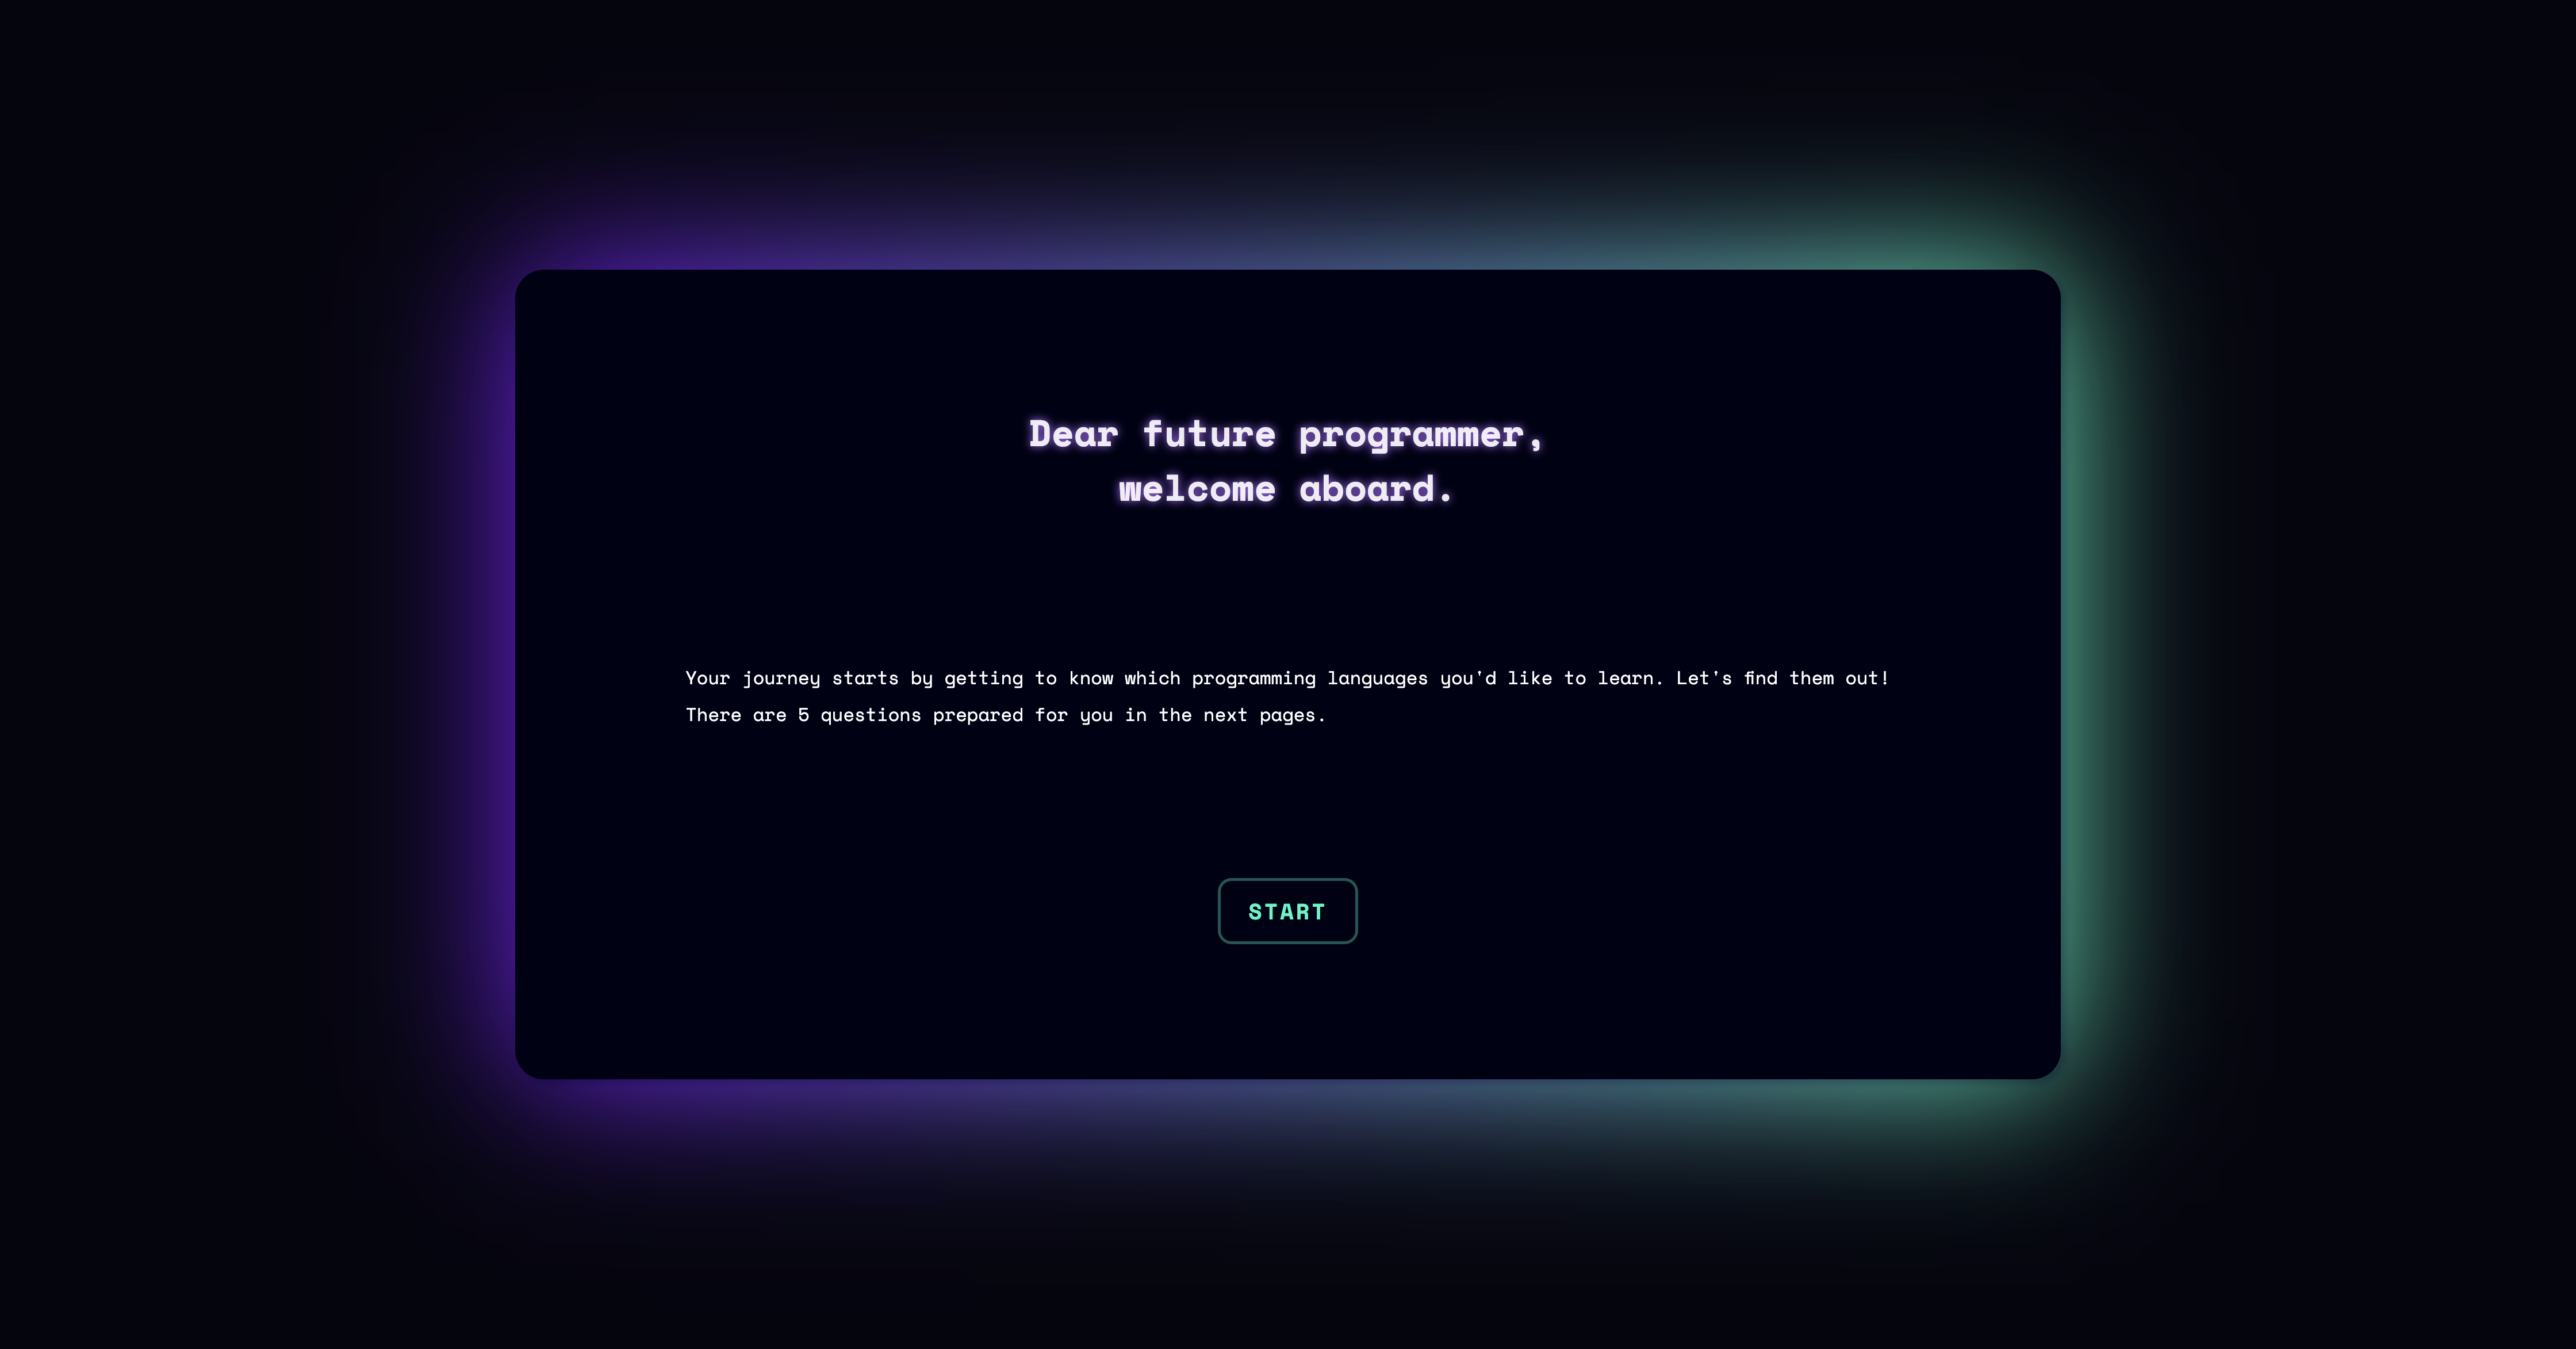 Dear future programmer,
welcome aboard.
Your journey starts by getting to know which programming languages you'd like to learn. Let's find them out!
There are 5 questions prepared for you in the next pages.
START